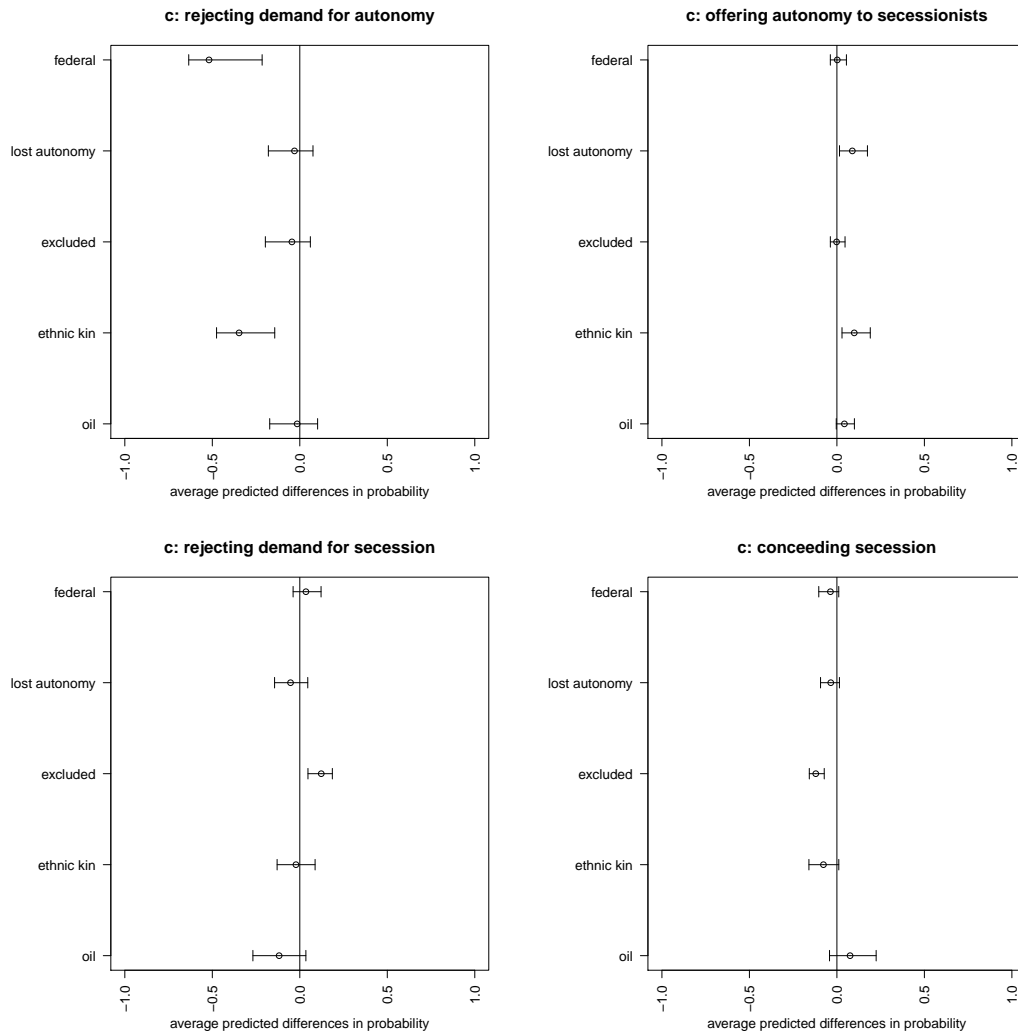 c: rejecting demand for autonomy
federal
lost autonomy
excluded
ethnic kin
oil
−1.0 −0.5 0.0 0.5 1.0
average predicted differences in probability
c: offering autonomy to secessionists
federal
lost autonomy
excluded
ethnic kin
oil
−1.0 −0.5 0.0 0.5 1.0
average predicted differences in probability
c: rejecting demand for secession
federal
lost autonomy
excluded
ethnic kin
oil
−1.0 −0.5 0.0 0.5 1.0
average predicted differences in probability
c: conceeding secession
federal
lost autonomy
excluded
ethnic kin
oil
−1.0 −0.5 0.0 0.5 1.0
average predicted differences in probability